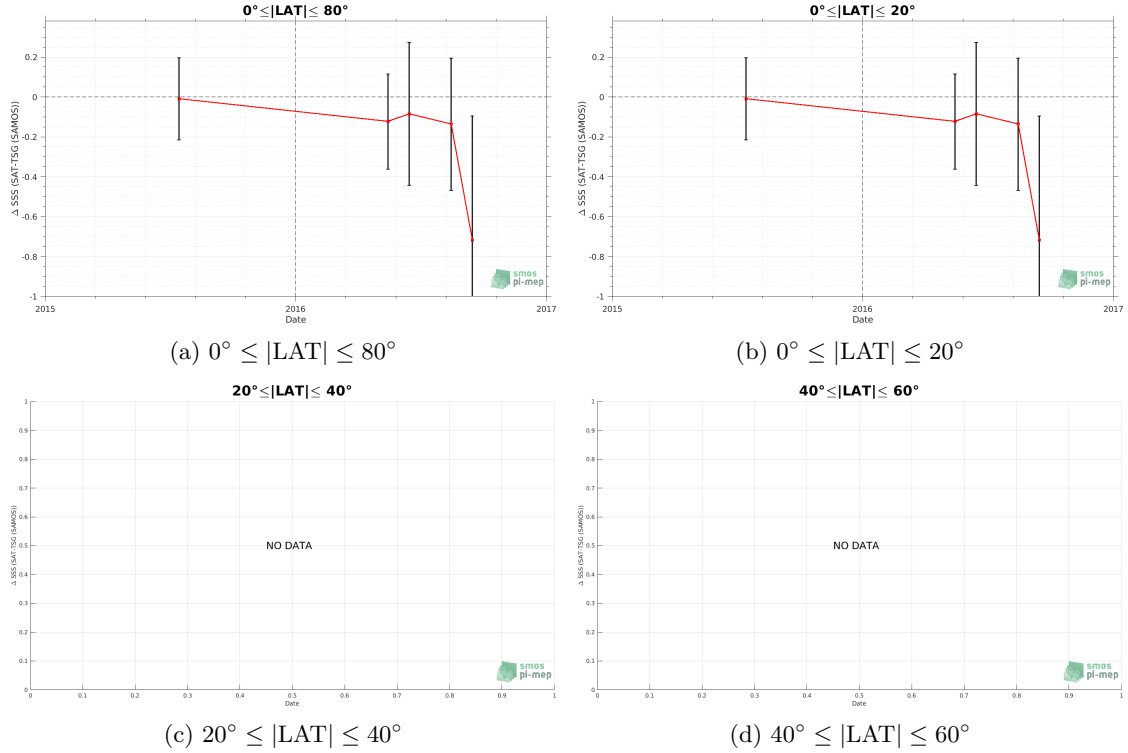 0°≤|LAT|≤ 80°
Δ SSS (SAT-TSG (SAMOS))
0.2
0
-0.2
-0.4
-0.6
-0.8
-1
2015
2016
2017
Date
smos
pi-mep
(a) 0° ≤ |LAT| ≤ 80°
0°≤|LAT|≤ 20°
Δ SSS (SAT-TSG (SAMOS))
0.2
0
-0.2
-0.4
-0.6
-0.8
-1
2015
2016
2017
Date
smos
pi-mep
(b) 0° ≤ |LAT| ≤ 20°
20°≤|LAT|≤ 40°
Δ SSS (SAT-TSG (SAMOS))
1
0.9
0.8
0.7
0.6
0.5
0.4
0.3
0.2
0.1
0
NO DATA
0 0.1 0.2 0.3 0.4 0.5 0.6 0.7 0.8 0.9 1
Date
smos
pi-mep
(c) 20° ≤ |LAT| ≤ 40°
40°≤|LAT|≤ 60°
Δ SSS (SAT-TSG (SAMOS))
1
0.9
0.8
0.7
0.6
0.5
0.4
0.3
0.2
0.1
0
NO DATA
0 0.1 0.2 0.3 0.4 0.5 0.6 0.7 0.8 0.9 1
Date
smos
pi-mep
(d) 40° ≤ |LAT| ≤ 60°